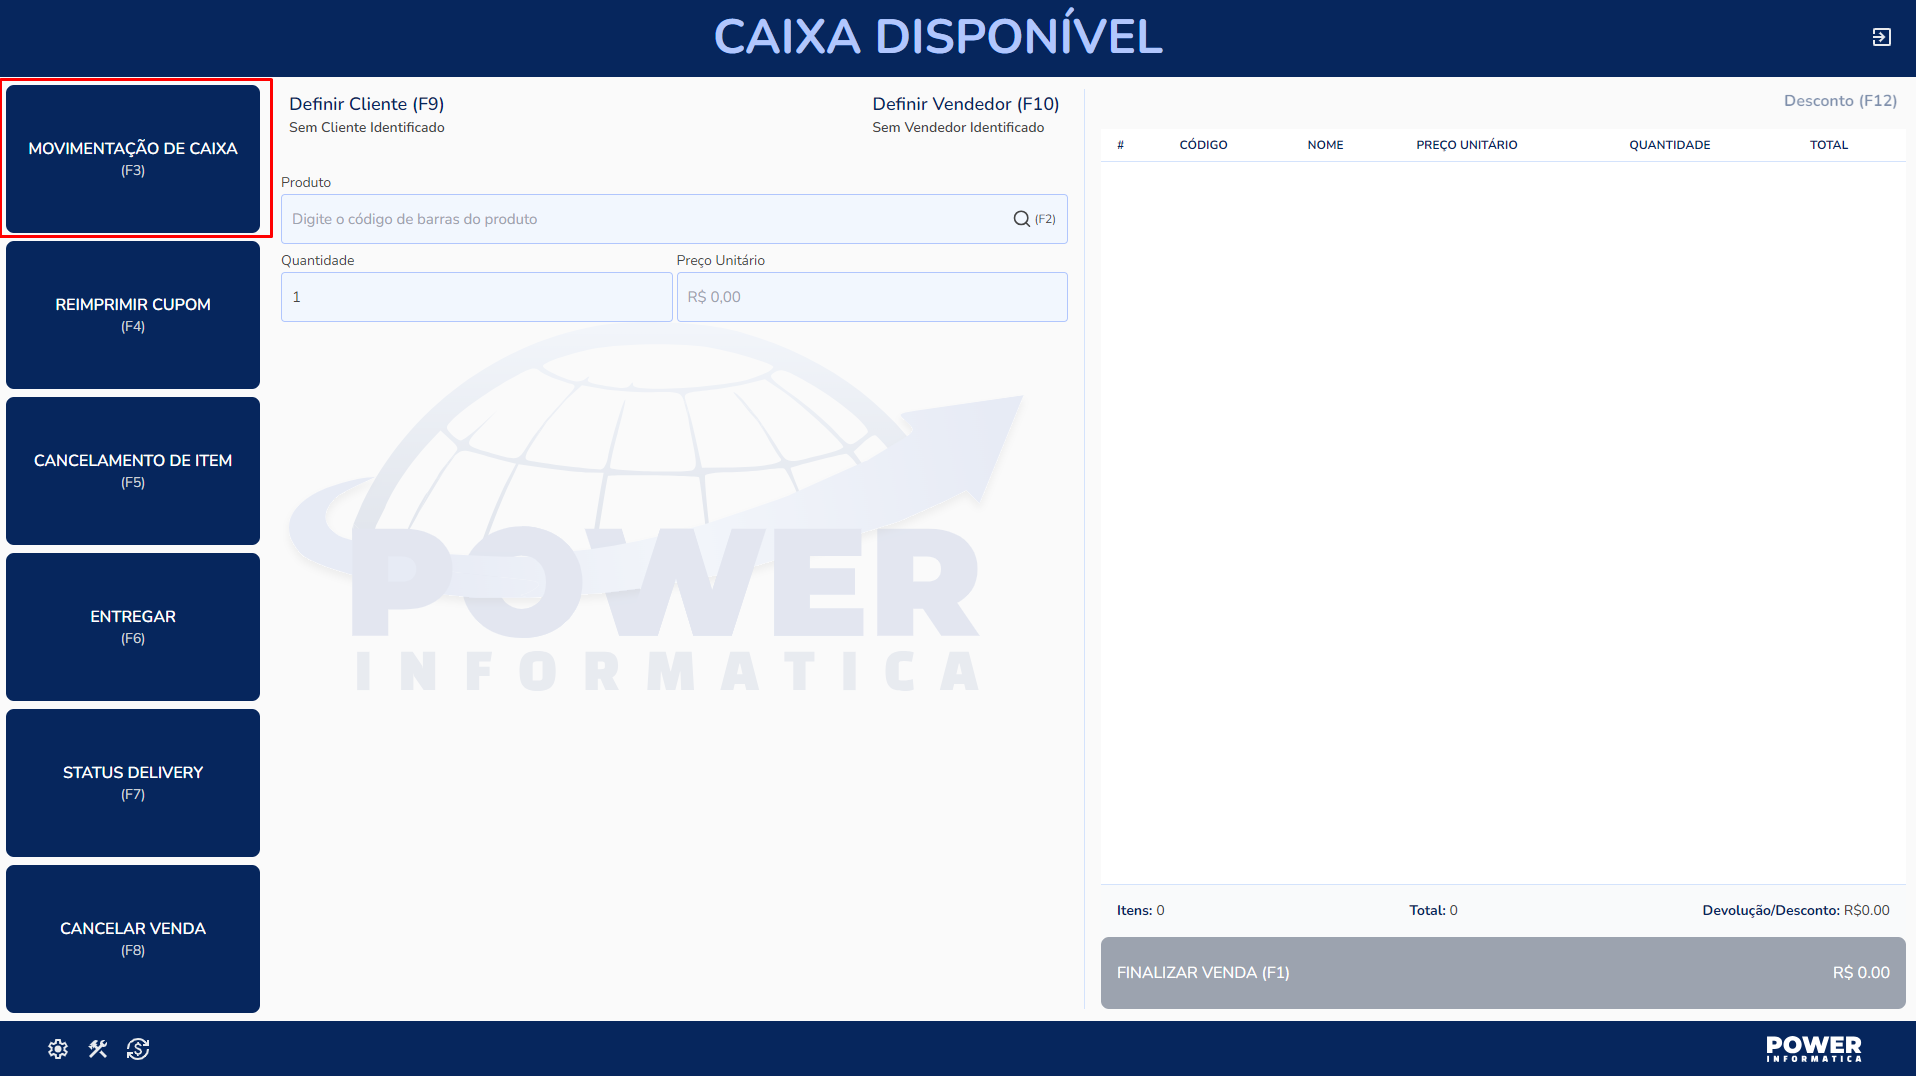 CAIXA DISPONÍVEL
MOVIMENTAÇÃO DE CAIXA
(F3)
REIMPRIMIR CUPOM
(F4)
CANCELAMENTO DE ITEM
(F5)
ENTREGAR
(F6)
STATUS DELIVERY
(F7)
CANCELAR VENDA
(F8)
Definir Cliente (F9)
Sem Cliente Identificado
Definir Vendedor (F10)
Sem Vendedor Identificado
Produto
Digite o código de barras do produto (F2)
Quantidade
1
Preço Unitário
R$ 0,00
POWER
INFORMATICA
Desconto (F12)
# CÓDIGO NOME PREÇO UNITÁRIO QUANTIDADE TOTAL
Itens: 0 Total: 0 Devolução/Desconto: R$0.00
FINALIZAR VENDA (F1) R$ 0.00
POWER
INFORMATICA